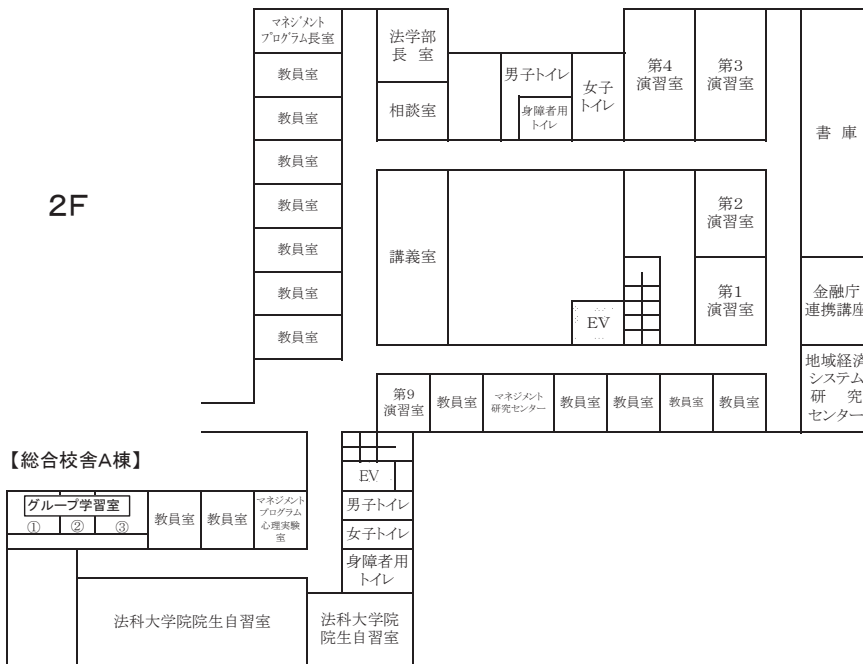 マネジメント
プログラム長室
法学部
長 室
第4
演習室
第3
演習室
書 庫
教員室
男子トイレ
女子
トイレ
教員室
相談室
身障者用
トイレ
教員室
2F
教員室
講義室
第2
演習室
教員室
教員室
EV
第1
演習室
金融庁
連携講座
教員室
地域経済
システム
研 究
センター
第9
演習室
教員室
マネジメント
研究センター
教員室
教員室
教員室
教員室
【総合校舎A棟】
EV
グループ学習室
①
②
③
教員室
教員室
マネジメント
プログラム
心理実験
室
男子トイレ
女子トイレ
身障者用
トイレ
法科大学院院生自習室
法科大学院
院生自習室